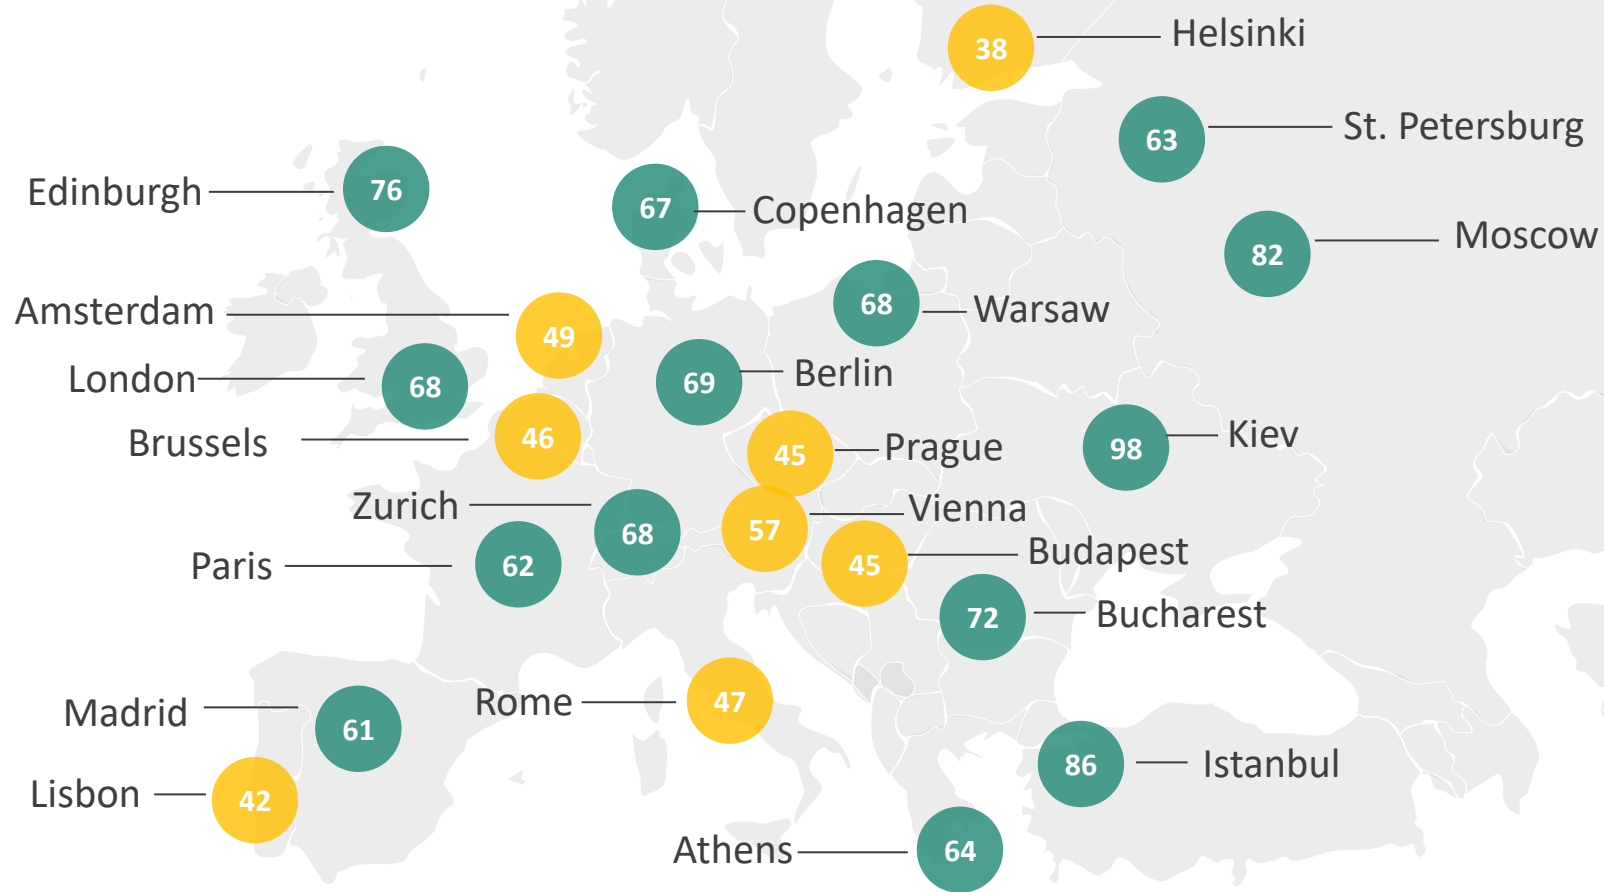 38
Helsinki
63
St. Petersburg
Edinburgh
76
67
Copenhagen
82
Moscow
Amsterdam
49
68
Warsaw
London
68
69
Berlin
Brussels
46
45
Prague
98
Kiev
Zurich
68
57
Vienna
Paris
62
45
Budapest
72
Bucharest
Madrid
61
Rome
47
Lisbon
42
86
Istanbul
Athens
64